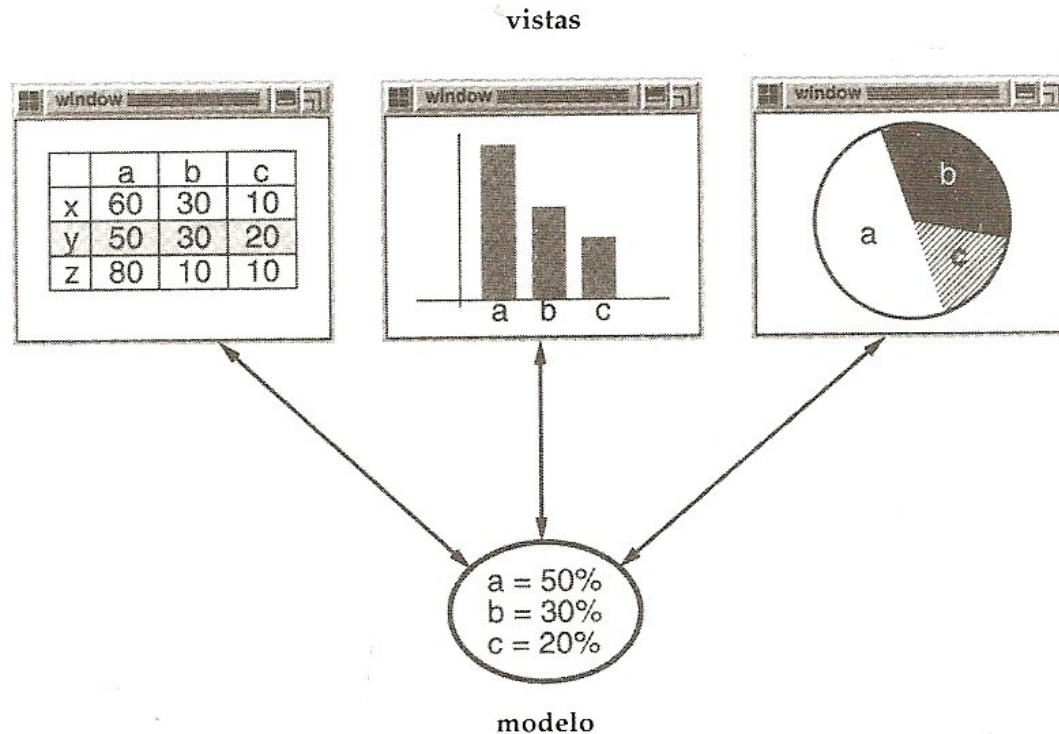 vistas
window
window
window
a b c
x 60 30 10
y 50 30 20
z 80 10 10
a b c
a
b
c
a = 50%
b = 30%
c = 20%
modelo